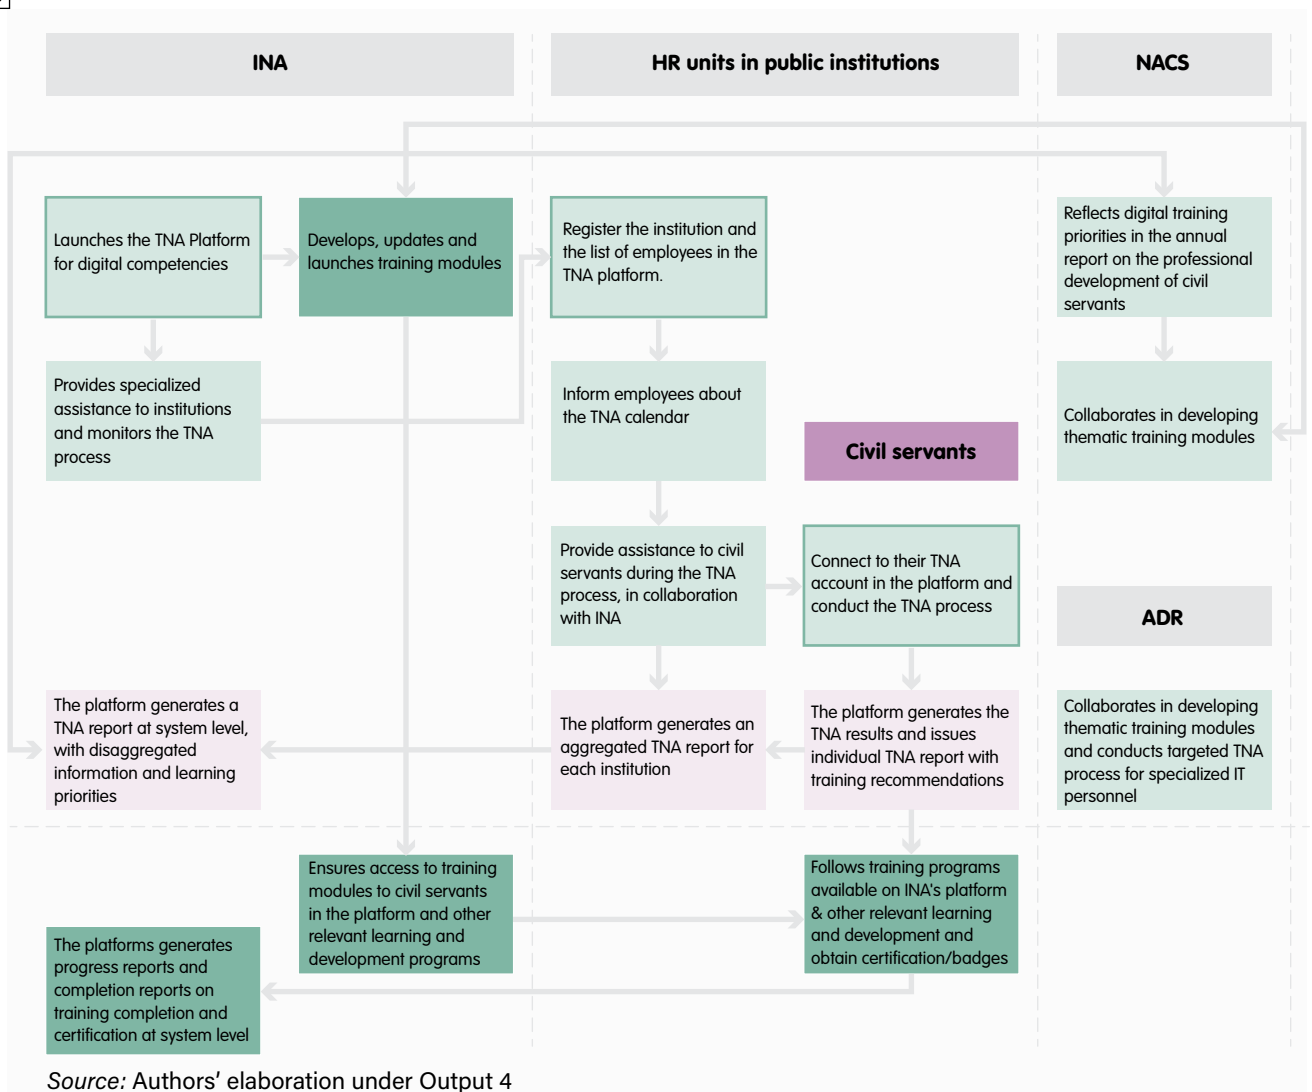 INA
HR units in public institutions
NACS
Launches the TNA Platform
for digital competencies
Develops, updates and
launches training modules
Register the institution and
the list of employees in the
TNA platform.
Reflects digital training
priorities in the annual
report on the professional
development of civil
servants
Provides specialized
assistance to institutions
and monitors the TNA
process
Inform employees about
the TNA calendar
Civil servants
Collaborates in developing
thematic training modules
Provide assistance to civil
servants during the TNA
process, in collaboration
with INA
Connect to their TNA
account in the platform and
conduct the TNA process
ADR
The platform generates a
TNA report at system level,
with disaggregated
information and learning
priorities
The platform generates an
aggregated TNA report for
each institution
The platform generates the
TNA results and issues
individual TNA report with
training recommendations
Collaborates in developing
thematic training modules
and conducts targeted TNA
process for specialized IT
personnel
Ensures access to training
modules to civil servants
in the platform and other
relevant learning and
development programs
Follows training programs
available on INA's platform
& other relevant learning
and development and
obtain certification/badges
The platforms generates
progress reports and
completion reports on
training completion and
certification at system level
Source: Authors' elaboration under Output 4